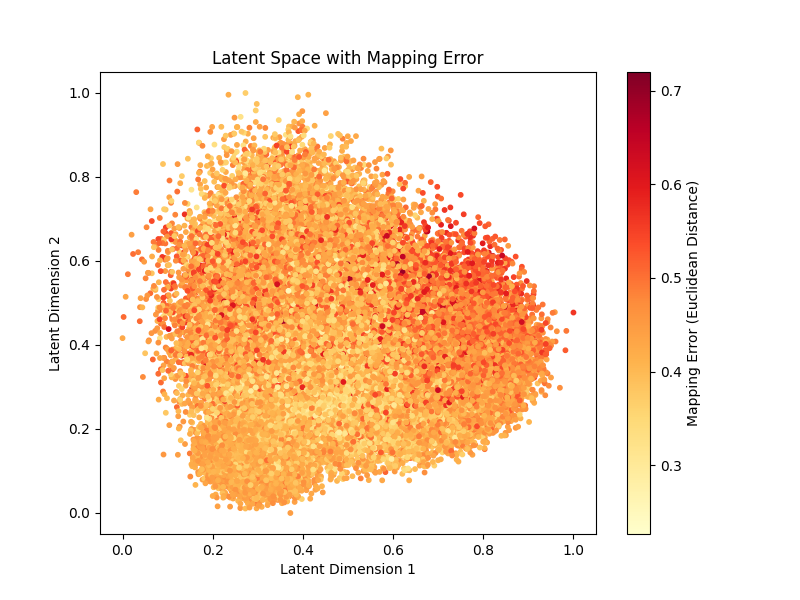 Latent Space with Mapping Error
1.0
0.8
0.6
0.4
0.2
0.0
Latent Dimension 2
0.0 0.2 0.4 0.6 0.8 1.0
Latent Dimension 1
0.7
0.6
0.5
0.4
0.3
Mapping Error (Euclidean Distance)